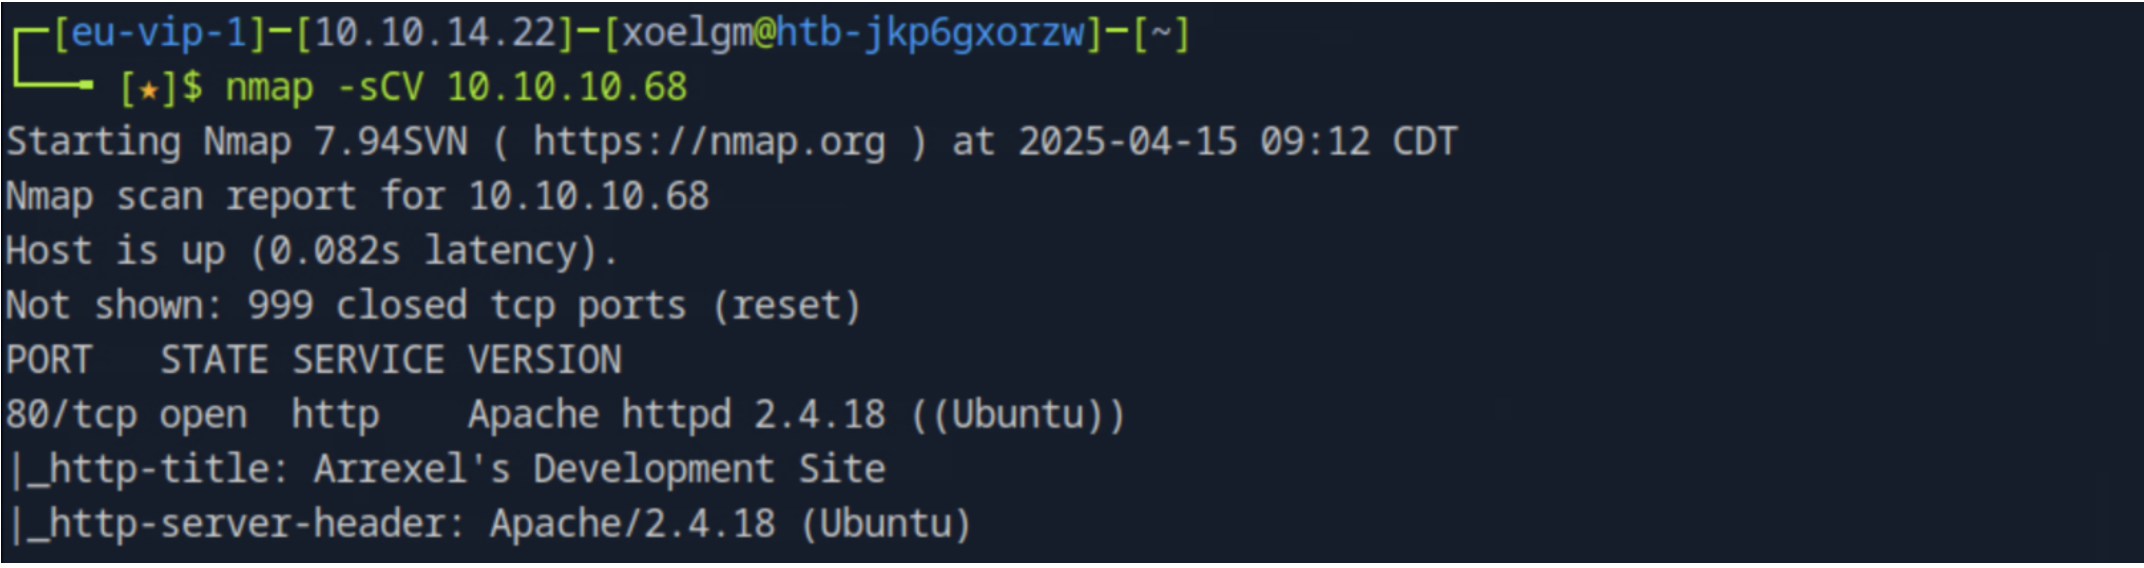 [eu-vip-1]-[10.10.14.22]-[xoelgm@htb-jkp6gxorzw]-[~]
[★]$ nmap -sCV 10.10.10.68
Starting Nmap 7.94SVN ( https://nmap.org ) at 2025-04-15 09:12 CDT
Nmap scan report for 10.10.10.68
Host is up (0.082s latency).
Not shown: 999 closed tcp ports (reset)
PORT   STATE SERVICE VERSION
80/tcp open  http    Apache httpd 2.4.18 ((Ubuntu))
|_http-title: Arrexel's Development Site
|_http-server-header: Apache/2.4.18 (Ubuntu)